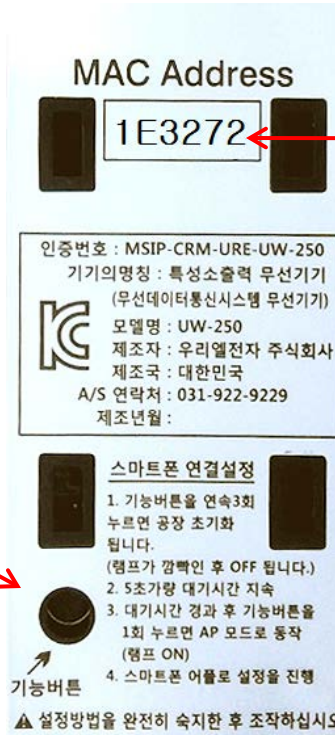 MAC Address
1E3272
인증번호 : MSIP-CRM-URE-UW-250
기기의명칭 : 특성소출력 무선기기
(무선데이터통신시스템 무선기기)
모델명 : UW-250
제조자 : 우리엘전자 주식회사
제조국 : 대한민국
A/S 연락처 : 031-922-9229
제조년월 :
스마트폰 연결설정
1. 기능버튼을 연속3회
누르면 공장 초기화
됩니다.
(램프가 깜빡인 후 OFF 됩니다.)
2. 5초가량 대기시간 지속
3. 대기시간 경과 후 기능버튼을
1회 누르면 AP 모드로 동작
(램프 ON)
4. 스마트폰 어플로 설정을 진행
기능버튼
설정방법을 완전히 숙지한 후 조작하십시오